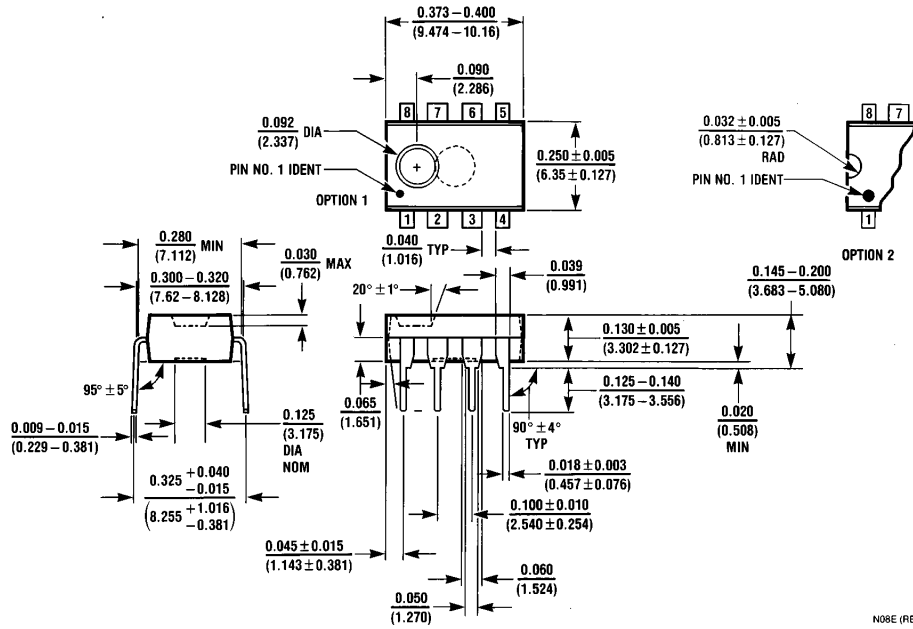 0.373 – 0.400
(9.474 – 10.16)
0.090
(2.286)
8 7 6 5
0.092
(2.337)
DIA
PIN NO. 1 IDENT
OPTION 1
0.250 ± 0.005
(6.35 ± 0.127)
1 2 3 4
8 7
0.032 ± 0.005
(0.813 ± 0.127)
RAD
PIN NO. 1 IDENT
1
OPTION 2
0.280
(7.112)
MIN
0.300 – 0.320
(7.62 – 8.128)
0.030
(0.762)
MAX
0.040
(1.016)
TYP
0.039
(0.991)
20° ± 1°
0.145 – 0.200
(3.683 – 5.080)
0.130 ± 0.005
(3.302 ± 0.127)
0.125 – 0.140
(3.175 – 3.556)
0.020
(0.508)
MIN
95° ± 5°
0.009 – 0.015
(0.229 – 0.381)
0.125
(3.175)
DIA
NOM
0.065
(1.651)
90° ± 4°
TYP
0.018 ± 0.003
(0.457 ± 0.076)
0.325 +0.040 -0.015
(8.255 +1.016 -0.381)
0.100 ± 0.010
(2.540 ± 0.254)
0.045 ± 0.015
(1.143 ± 0.381)
0.060
(1.524)
0.050
(1.270)
N08E (RE